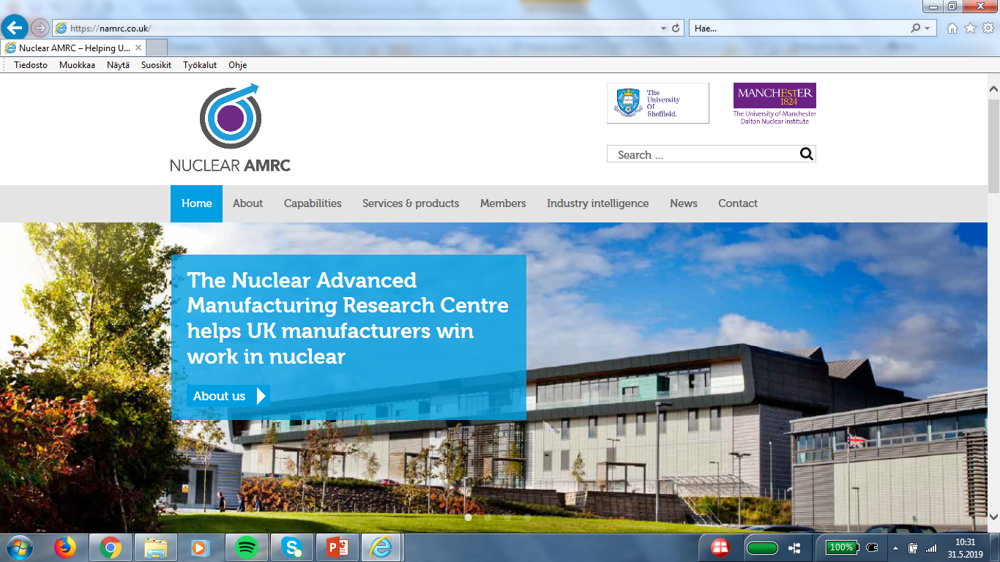 https://namrc.co.uk/
Hae...
Nuclear AMRC – Helping U...
Tiedosto Muokkaa Näytä Suosikit Työkalut Ohje
The
University
Of
Sheffield.
MANCHESTER
1824
The University of Manchester
Dalton Nuclear Institute
Search ...
NUCLEAR AMRC
Home About Capabilities Services & products Members Industry intelligence News Contact
The Nuclear Advanced
Manufacturing Research Centre
helps UK manufacturers win
work in nuclear
About us
100%
10:31
31.5.2019